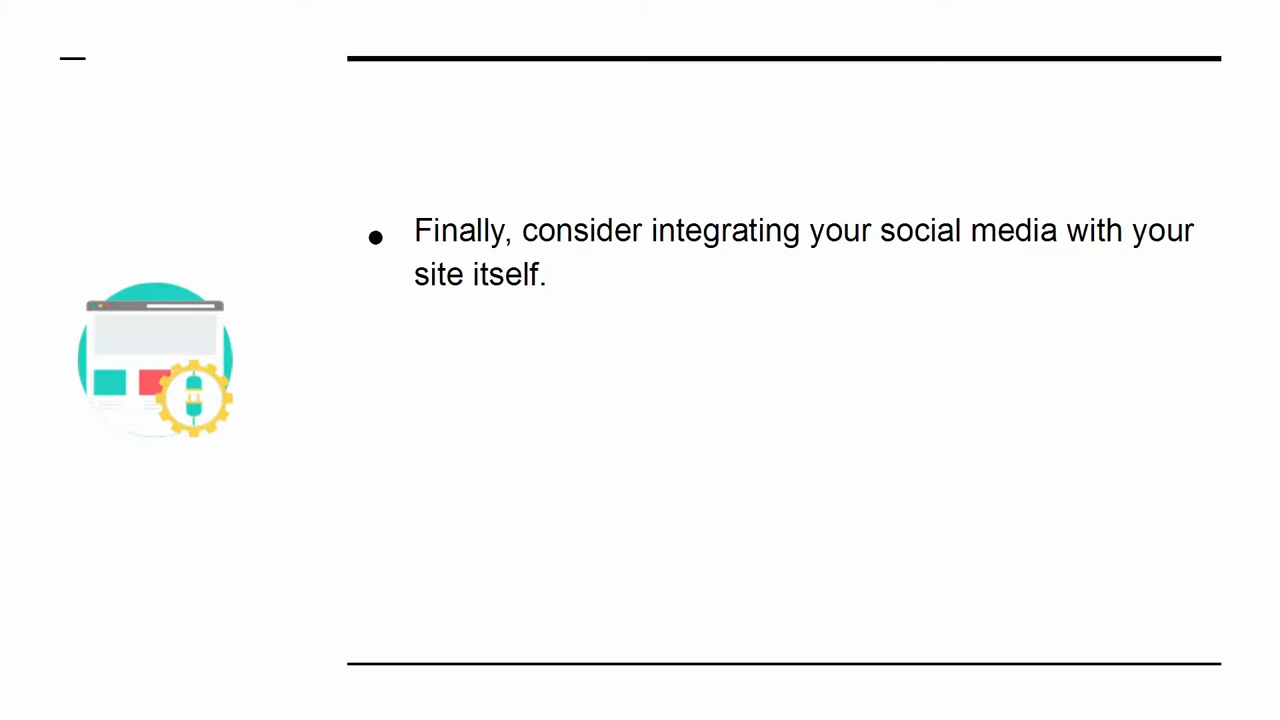 ● Finally, consider integrating your social media with your
site itself.